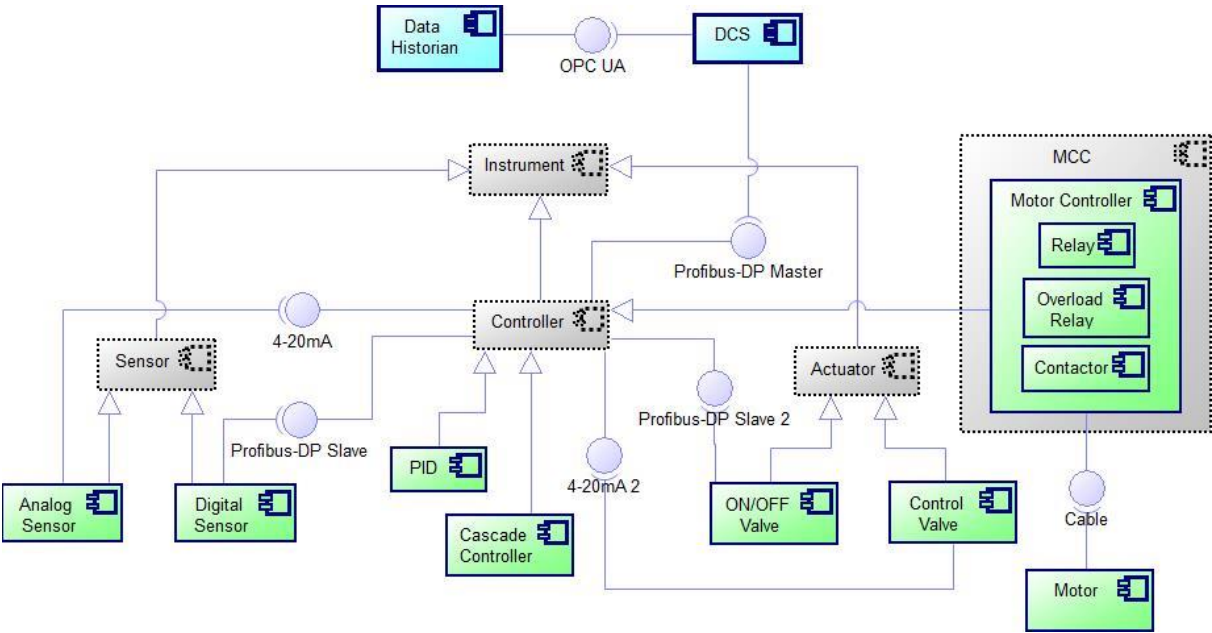 Data
Historian
OPC UA
DCS
Instrument
MCC
Motor Controller
Relay
Profibus-DP Master
Overload
Relay
Controller
4-20mA
Sensor
Actuator
Contactor
Profibus-DP Slave 2
Profibus-DP Slave
PID
4-20mA 2
Analog
Sensor
Digital
Sensor
ON/OFF
Valve
Control
Valve
Cable
Cascade
Controller
Motor